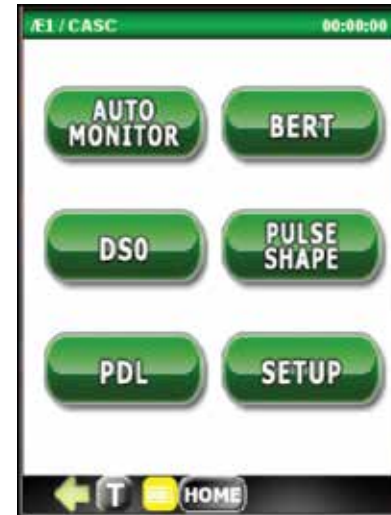 Æ1 / CASC 00:00:00
AUTO
MONITOR
BERT
DS0
PULSE
SHAPE
PDL
SETUP
T
HOME